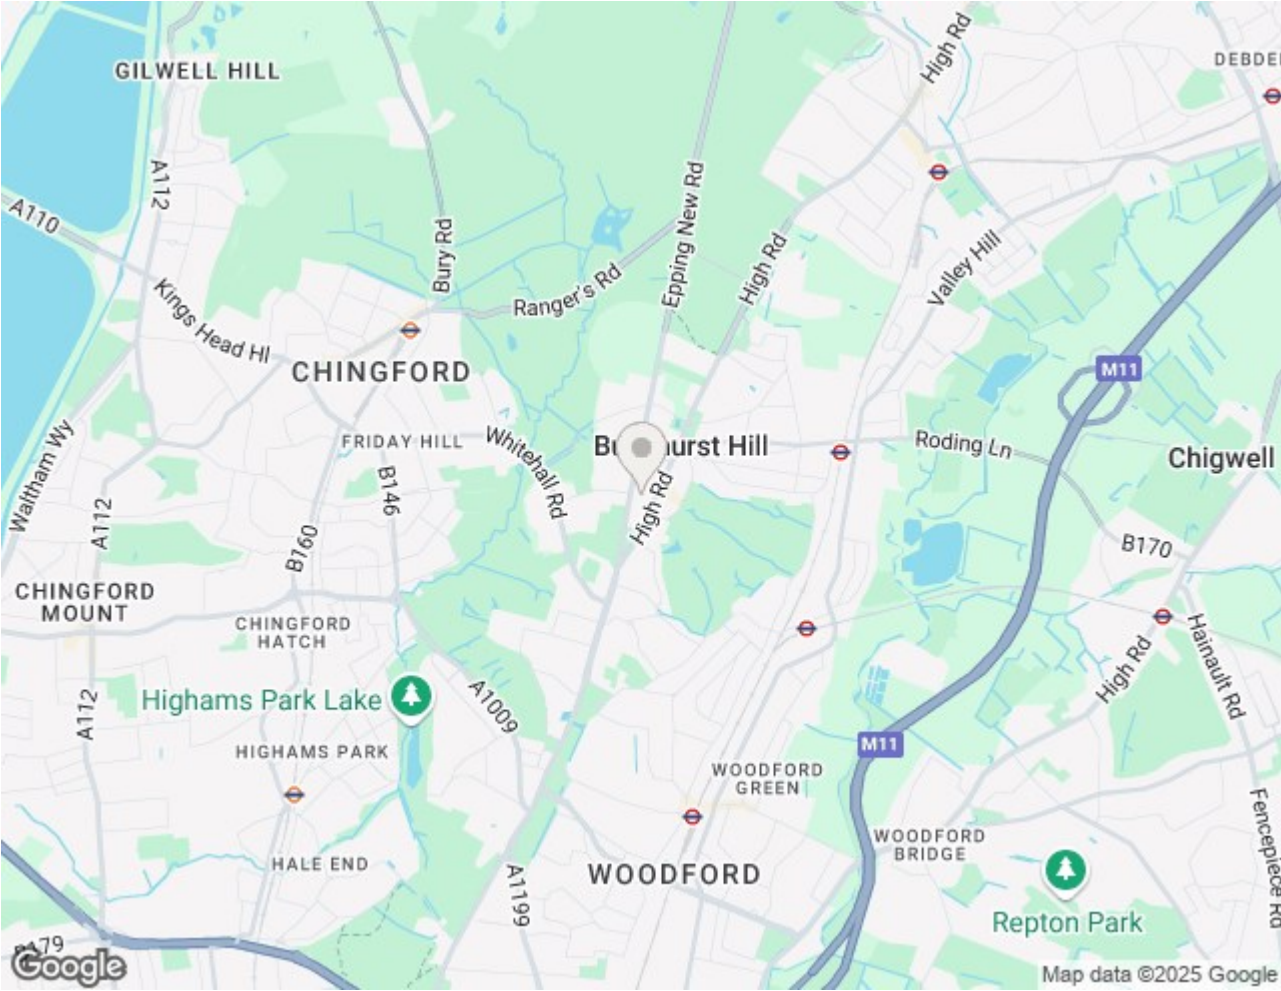 GILWELL HILL
High Rd
DEBDE
A112
A110
Epping New Rd
Bury Rd
High Rd
Valley Hill
Ranger's Rd
Kings Head Hl
M11
CHINGFORD
FRIDAY HILL
Whitehall Rd
Bu hurst Hill
Roding Ln
Chigwell
Waltham Wy
B146
A112
High Rd
B160
B170
CHINGFORD
MOUNT
CHINGFORD
HATCH
Hainault Rd
High Rd
Highams Park Lake
A1009
A112
HIGHAMS PARK
M11
WOODFORD
GREEN
Fencepiece Rd
WOODFORD
BRIDGE
HALE END
WOODFORD
A1199
Repton Park
Google
Map data ©2025 Google